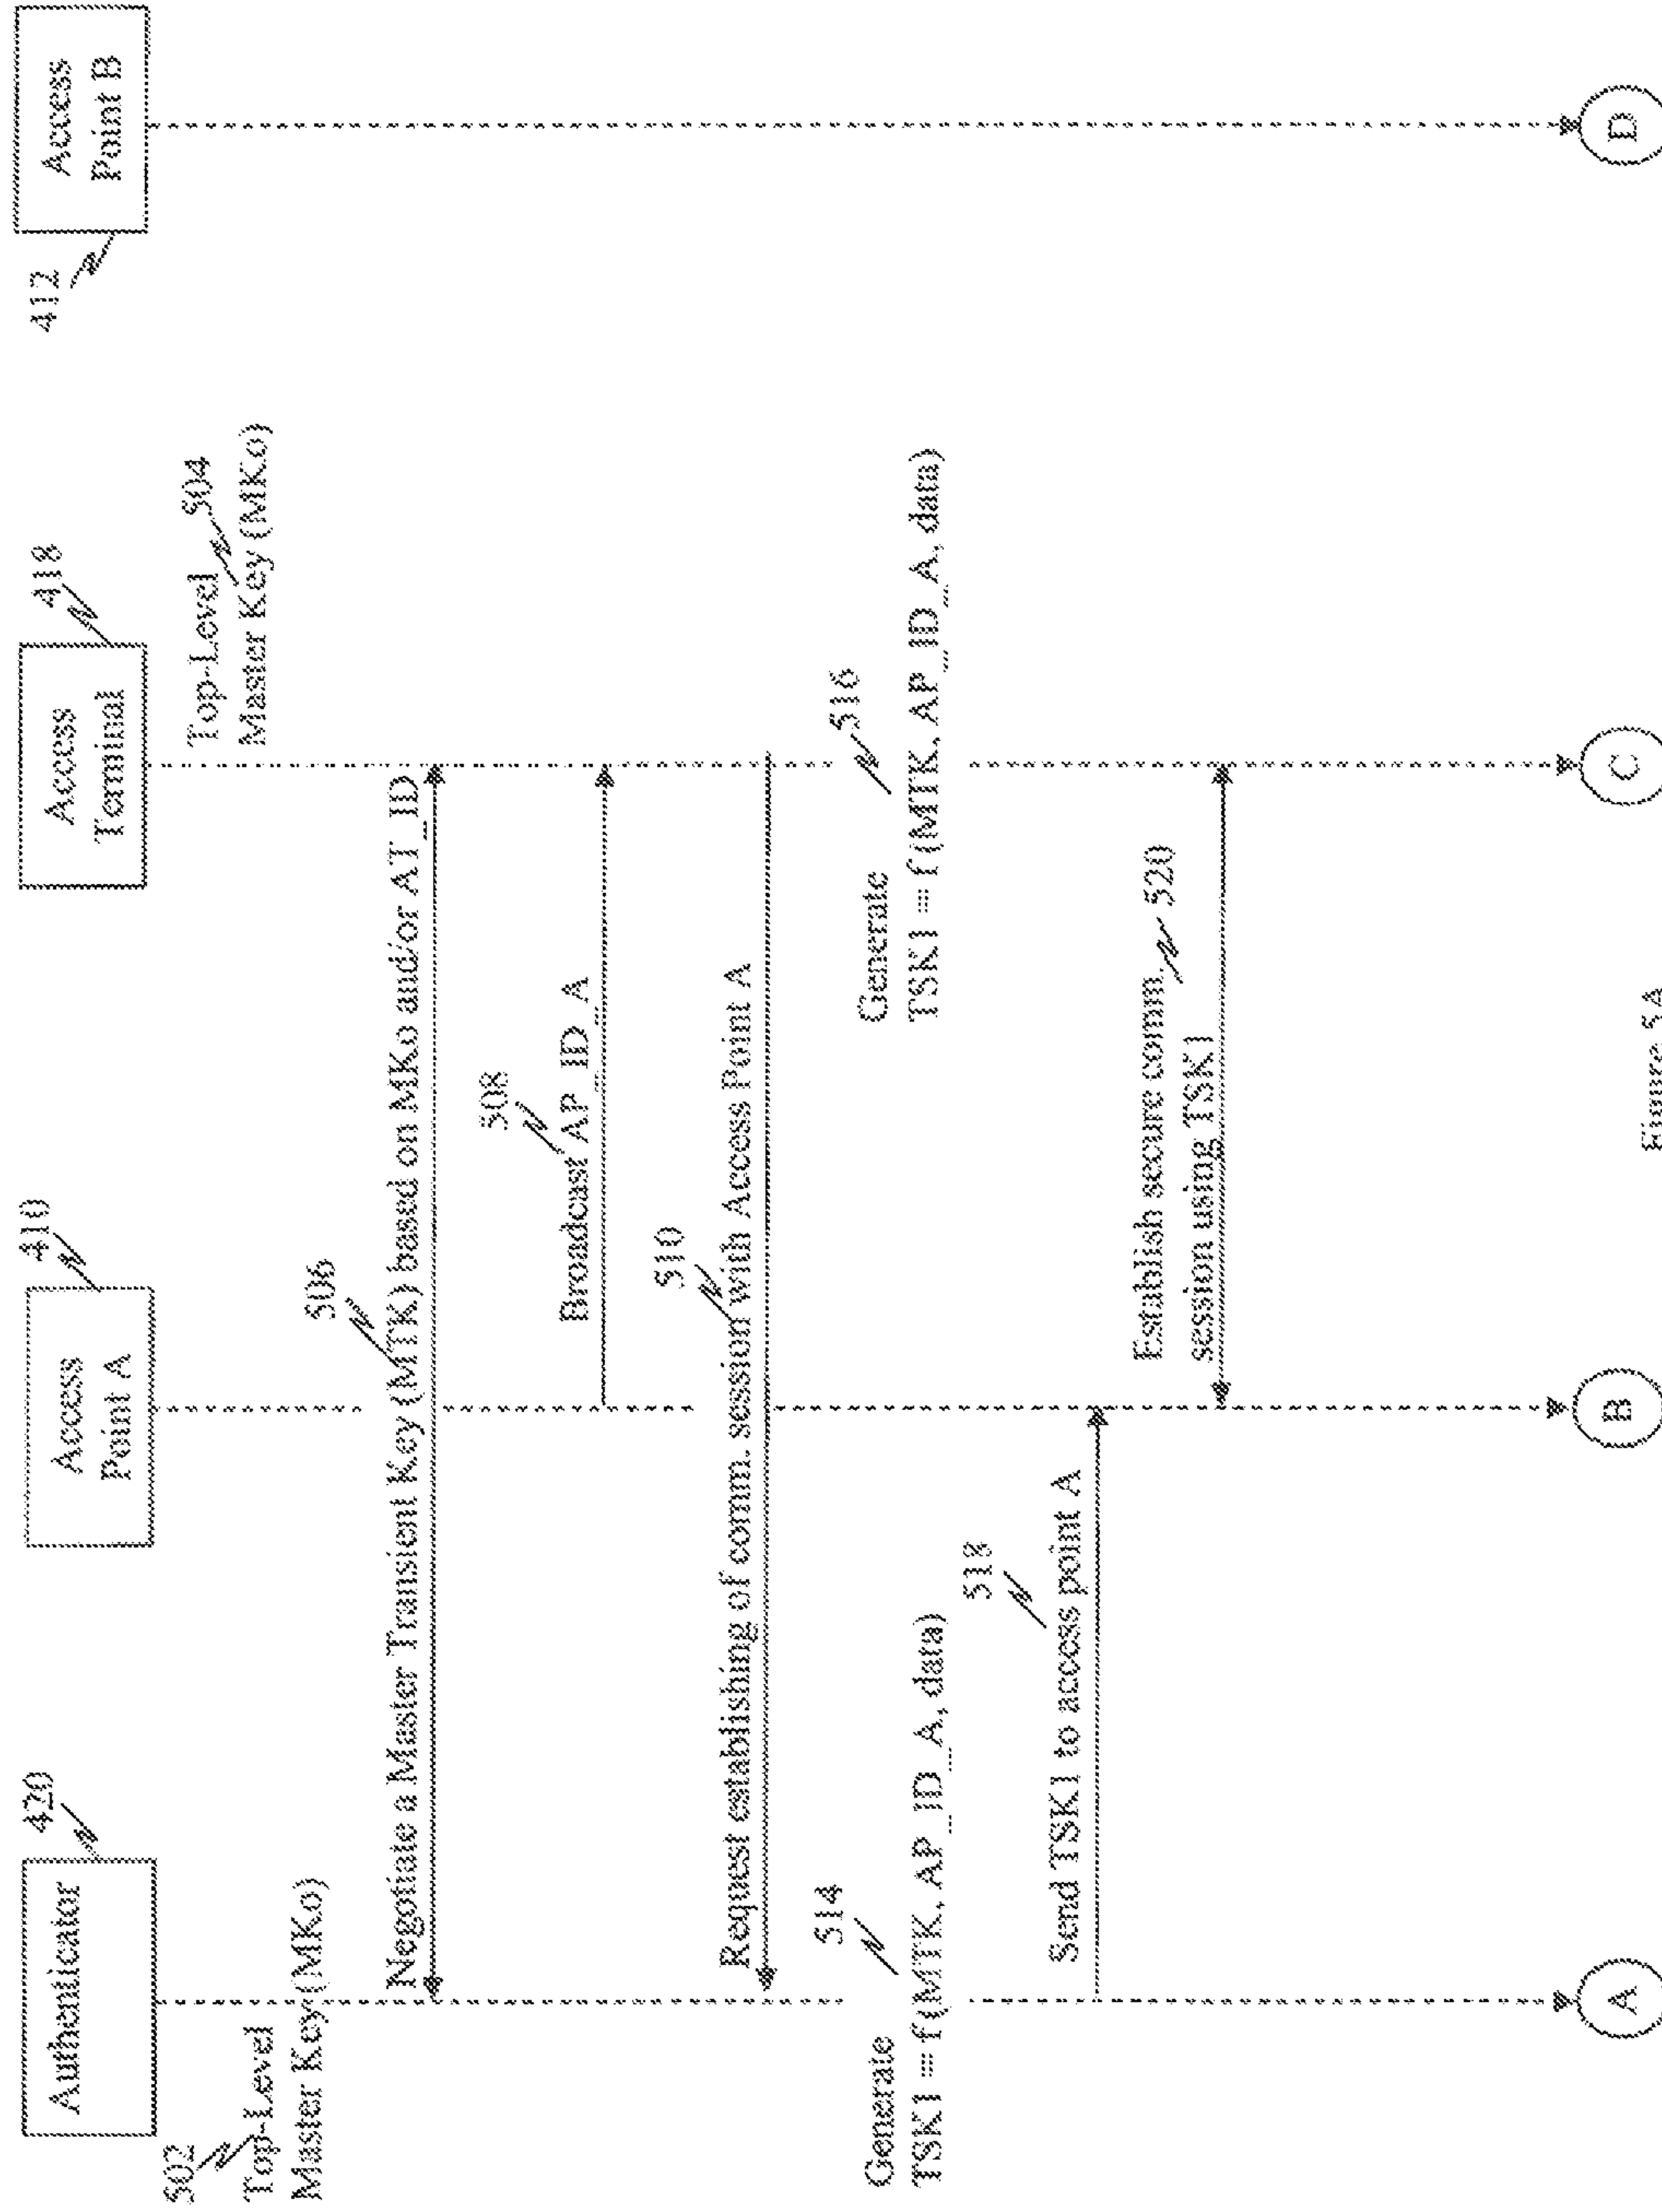 Authenticator
420
Access
Point A
410
Access
Terminal
418
Access
Point B
412
502
Top-Level
Master Key (MKo)
Top-Level
504
Master Key (MKo)
506
Negotiate a Master Transient Key (MTK) based on MKo and/or AT_ID
508
Broadcast AP_ID_A
510
Request establishing of comm. session with Access Point A
514
Generate
TSK1 = f (MTK, AP_ID_A, data)
516
Generate
TSK1 = f (MTK, AP_ID_A, data)
518
Send TSK1 to access point A
Establish secure comm.
520
session using TSK1
A
B
C
D
Figure 5A